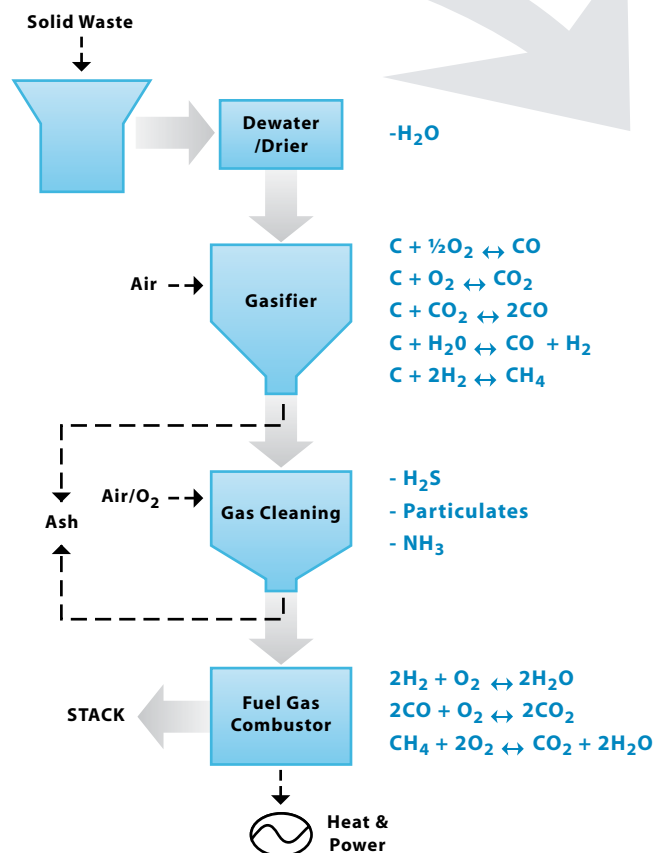 Solid Waste
Dewater
/Drier
-H₂O
C + ½O₂ ↔ CO
C + O₂ ↔ CO₂
Air
Gasifier
C + CO₂ ↔ 2CO
C + H₂0 ↔ CO + H₂
C + 2H₂ ↔ CH₄
Air/O₂
Ash
Gas Cleaning
- H₂S
- Particulates
- NH₃
STACK
Fuel Gas
Combustor
2H₂ + O₂ ↔ 2H₂O
2CO + O₂ ↔ 2CO₂
CH₄ + 2O₂ ↔ CO₂ + 2H₂O
Heat &
Power